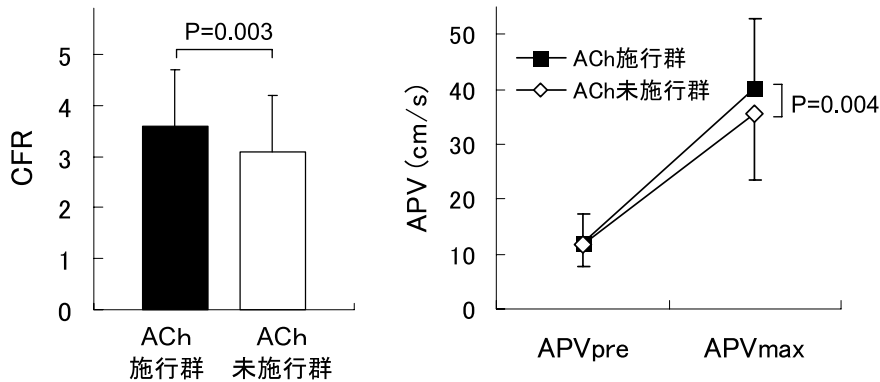 P=0.003
5
4
3
2
1
0
CFR
ACh
施行群
ACh
未施行群
50
40
30
20
10
0
APV (cm/s)
ACh施行群
ACh未施行群
P=0.004
APVpre
APVmax